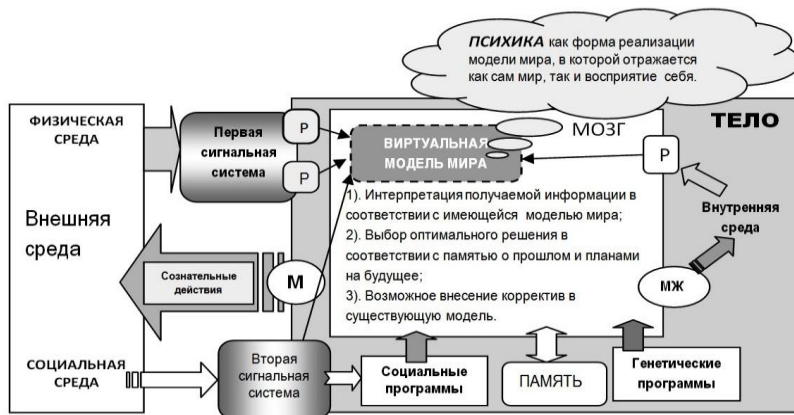 ПСИХИКА как форма реализации
модели мира, в которой отражается
как сам мир, так и восприятие себя.
ФИЗИЧЕСКАЯ
СРЕДА
Первая
сигнальная
система
Р
Р
ВИРТУАЛЬНАЯ
МОДЕЛЬ МИРА
МОЗГ
ТЕЛО
Р
Внешняя
среда
1). Интерпретация получаемой информации в
соответствии с имеющейся моделью мира;
2). Выбор оптимального решения в
соответствии с памятью о прошлом и планами
на будущее;
3). Возможное внесение корректив в
существующую модель.
Внутренняя
среда
Сознательные
действия
М
МЖ
СОЦИАЛЬНАЯ
СРЕДА
Вторая
сигнальная
система
Социальные
программы
ПАМЯТЬ
Генетические
программы